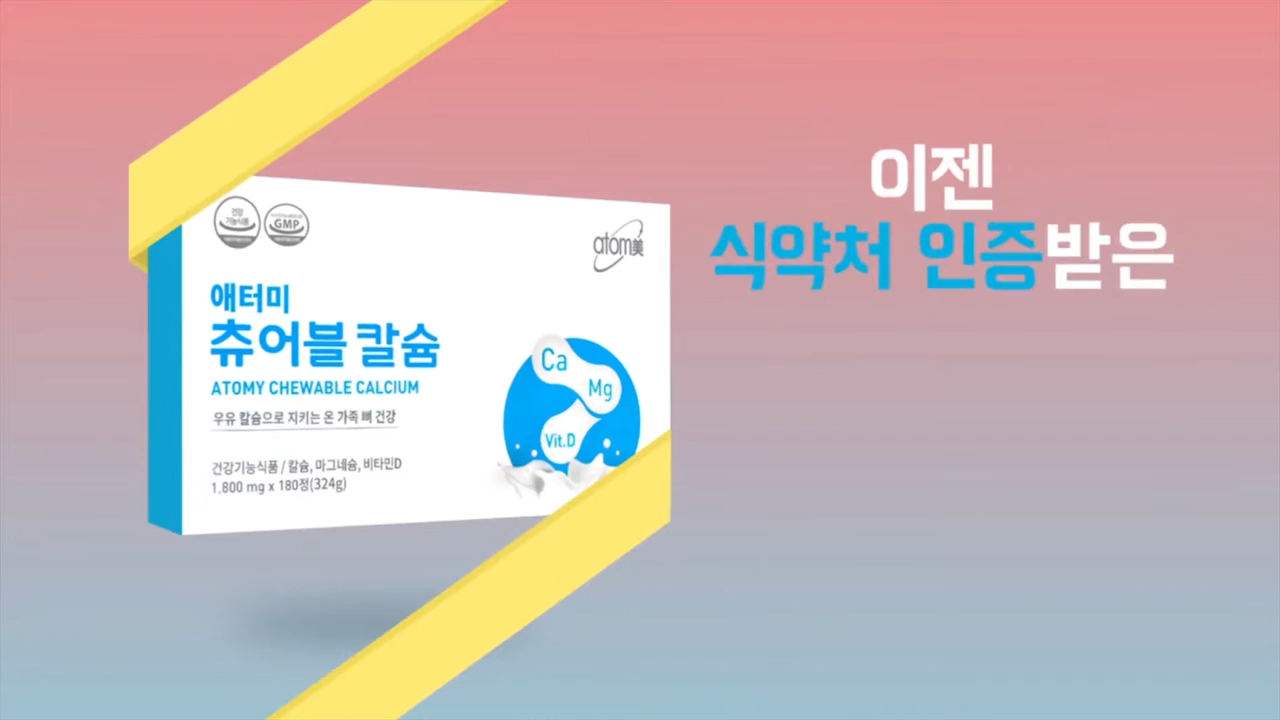 이젠
식약처 인증받은
건강
기능식품
GMP
atom美
애터미
츄어블 칼슘
ATOMY CHEWABLE CALCIUM
우유 칼슘으로 지키는 온 가족 뼈 건강
건강기능식품 / 칼슘, 마그네슘, 비타민D
1,800 mg x 180정(324g)
Ca
Mg
Vit.D